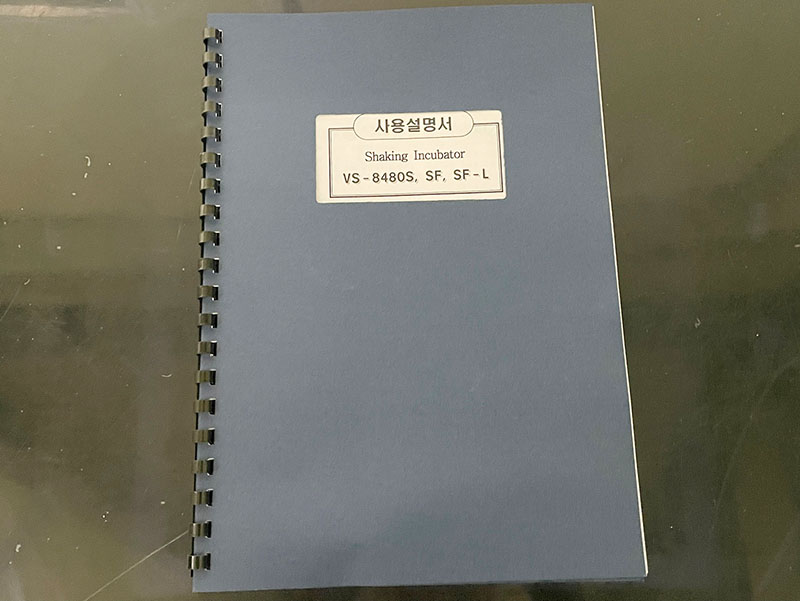 사용설명서
Shaking Incubator
VS-8480S, SF, SF-L